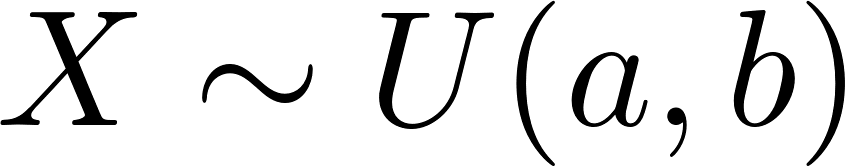 X ∼ U(a, b)